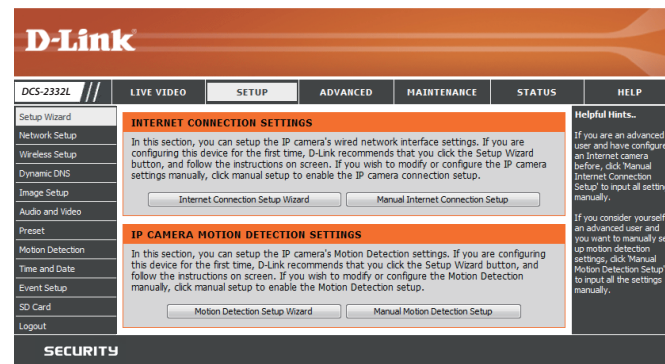 D-Link
DCS-2332L
LIVE VIDEO
SETUP
ADVANCED
MAINTENANCE
STATUS
HELP
Setup Wizard
Network Setup
Wireless Setup
Dynamic DNS
Image Setup
Audio and Video
Preset
Motion Detection
Time and Date
Event Setup
SD Card
Logout
INTERNET CONNECTION SETTINGS
In this section, you can setup the IP camera's wired network interface settings. If you are
configuring this device for the first time, D-Link recommends that you click the Setup Wizard
button, and follow the instructions on screen. If you wish to modify or configure the IP camera
settings manually, click manual setup to enable the IP camera connection setup.
Internet Connection Setup Wizard
Manual Internet Connection Setup
IP CAMERA MOTION DETECTION SETTINGS
In this section, you can setup the IP camera's Motion Detection settings. If you are configuring
this device for the first time, D-Link recommends that you click the Setup Wizard button, and
follow the instructions on screen. If you wish to modify or configure the Motion Detection
manually, click manual setup to enable the Motion Detection setup.
Motion Detection Setup Wizard
Manual Motion Detection Setup
Helpful Hints..
If you are an advanced
user and have configure
an Internet camera
before, click 'Manual
Internet Connection
Setup' to input all setting
manually.
If you consider yourself
an advanced user and
you want to manually se
up motion detection
settings, click 'Manual
Motion Detection Setup'
to input all the settings
manually.
SECURITY